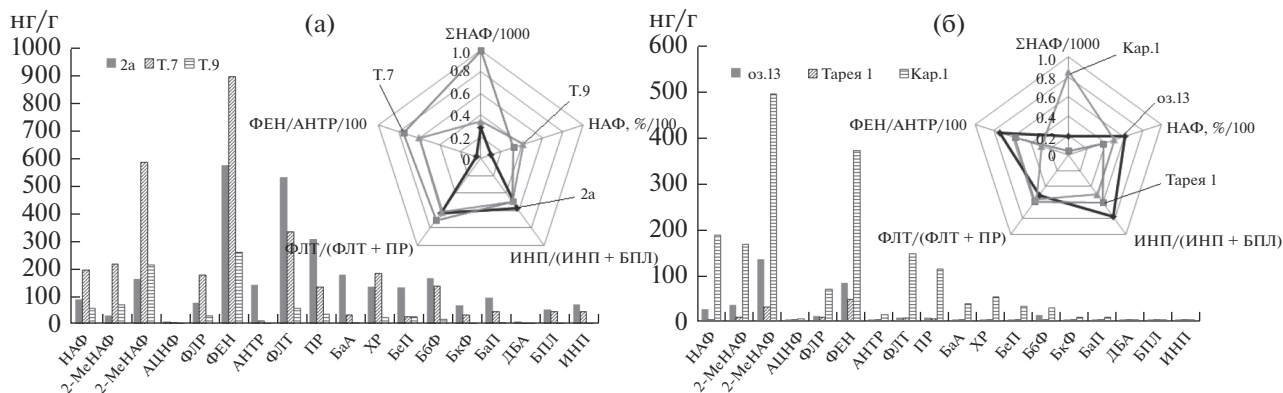 нг/г
(а)
1000
900
800
700
600
500
400
300
200
100
0
2а Т.7 Т.9
ΣНАФ/1000
1.0
0.8
0.6
0.4
0.2
0
Т.7
Т.9
ФЕН/АНТР/100
НАФ, %/100
2а
ФЛТ/(ФЛТ + ПР)
ИНП/(ИНП + БПЛ)
НАФ
2-МеНАФ
2-МеНАФ
АЦНФ
ФЛР
ФЕН
АНТР
ФЛТ
ПР
БаА
ХР
БеП
БбФ
БкФ
БаП
ДБА
БПЛ
ИНП
нг/г
(б)
600
500
400
300
200
100
0
оз.13 Тарея 1 Кар.1
ΣНАФ/1000
1.0
0.8
0.6
0.4
0.2
0
Кар.1
оз.13
ФЕН/АНТР/100
НАФ, %/100
Тарея 1
ФЛТ/(ФЛТ + ПР)
ИНП/(ИНП + БПЛ)
НАФ
2-МеНАФ
2-МеНАФ
АЦНФ
ФЛР
ФЕН
АНТР
ФЛТ
ПР
БаА
ХР
БеП
БбФ
БкФ
БаП
ДБА
БПЛ
ИНП